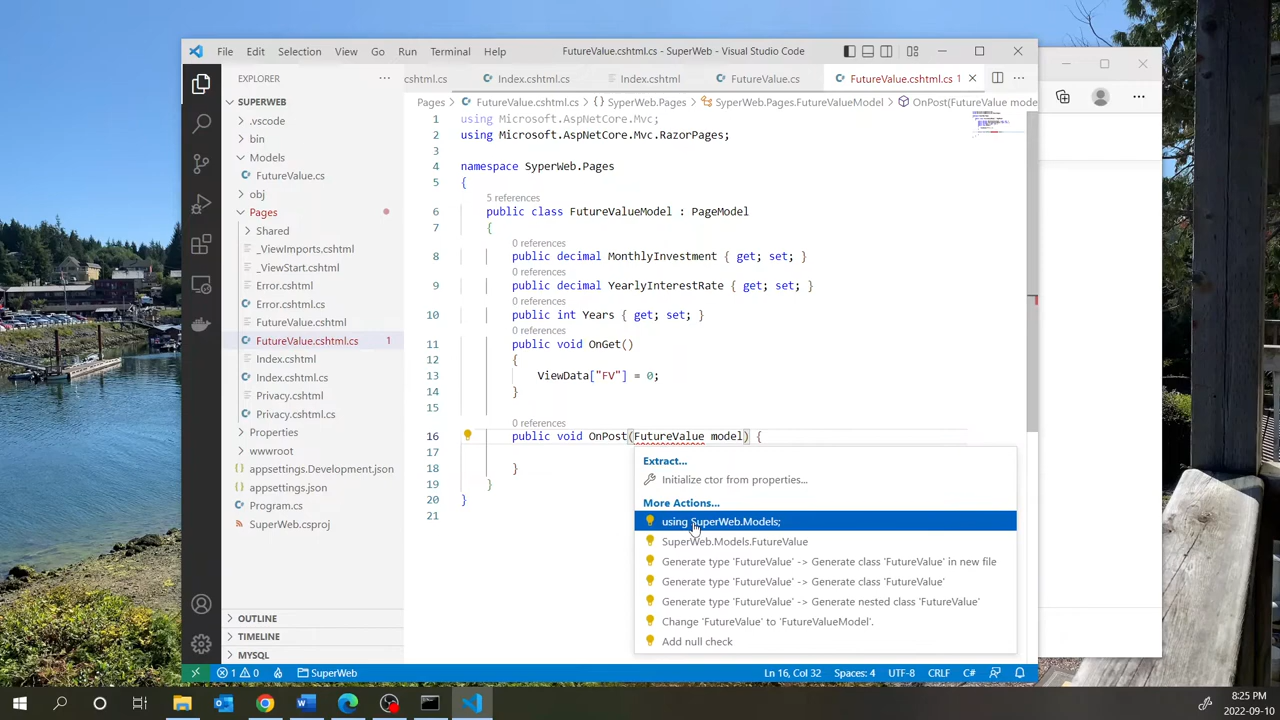 File Edit Selection View Go Run Terminal Help FutureValue.cshtml.cs - SuperWeb - Visual Studio Code
EXPLORER ... cshtml.cs Index.cshtml.cs Index.cshtml FutureValue.cs FutureValue.cshtml.cs 1
SUPERWEB
.vscode
bin
Models
FutureValue.cs
obj
Pages
Shared
_ViewImports.cshtml
_ViewStart.cshtml
Error.cshtml
Error.cshtml.cs
FutureValue.cshtml
FutureValue.cshtml.cs 1
Index.cshtml
Index.cshtml.cs
Privacy.cshtml
Privacy.cshtml.cs
Properties
wwwroot
appsettings.Development.json
appsettings.json
Program.cs
SuperWeb.csproj
OUTLINE
TIMELINE
MYSQL
Pages > FutureValue.cshtml.cs > {} SyperWeb.Pages > SyperWeb.Pages.FutureValueModel > OnPost(FutureValue mode
1 using Microsoft.AspNetCore.Mvc;
2 using Microsoft.AspNetCore.Mvc.RazorPages;
3
4 namespace SyperWeb.Pages
5 {
5 references
6 public class FutureValueModel : PageModel
7 {
0 references
8 public decimal MonthlyInvestment { get; set; }
0 references
9 public decimal YearlyInterestRate { get; set; }
0 references
10 public int Years { get; set; }
0 references
11 public void OnGet()
12 {
13 ViewData["FV"] = 0;
14 }
15
0 references
16 public void OnPost(FutureValue model) {
17
18 }
19 }
20 }
21
Extract...
Initialize ctor from properties...
More Actions...
using SuperWeb.Models;
SuperWeb.Models.FutureValue
Generate type 'FutureValue' -> Generate class 'FutureValue' in new file
Generate type 'FutureValue' -> Generate class 'FutureValue'
Generate type 'FutureValue' -> Generate nested class 'FutureValue'
Change 'FutureValue' to 'FutureValueModel'.
Add null check
1 0 SuperWeb Ln 16, Col 32 Spaces: 4 UTF-8 CRLF C#
8:25 PM
2022-09-10